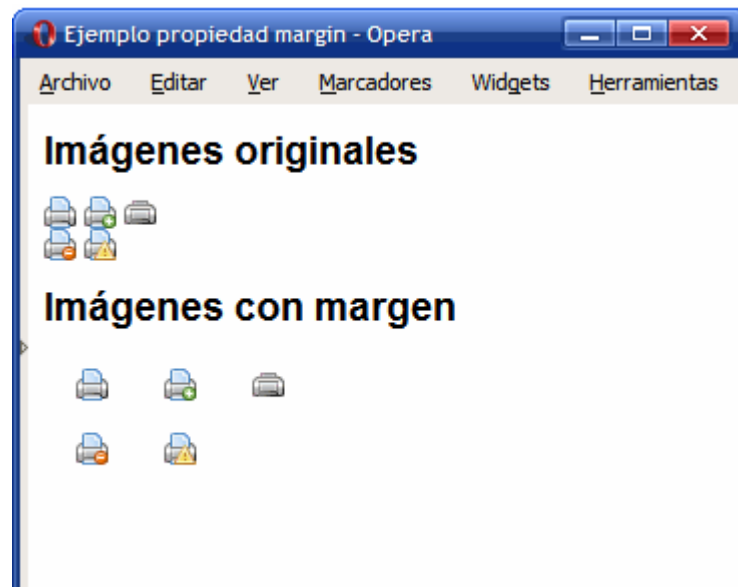 Ejemplo propiedad margin - Opera
Archivo Editar Ver Marcadores Widgets Herramientas
Imágenes originales
Imágenes con margen